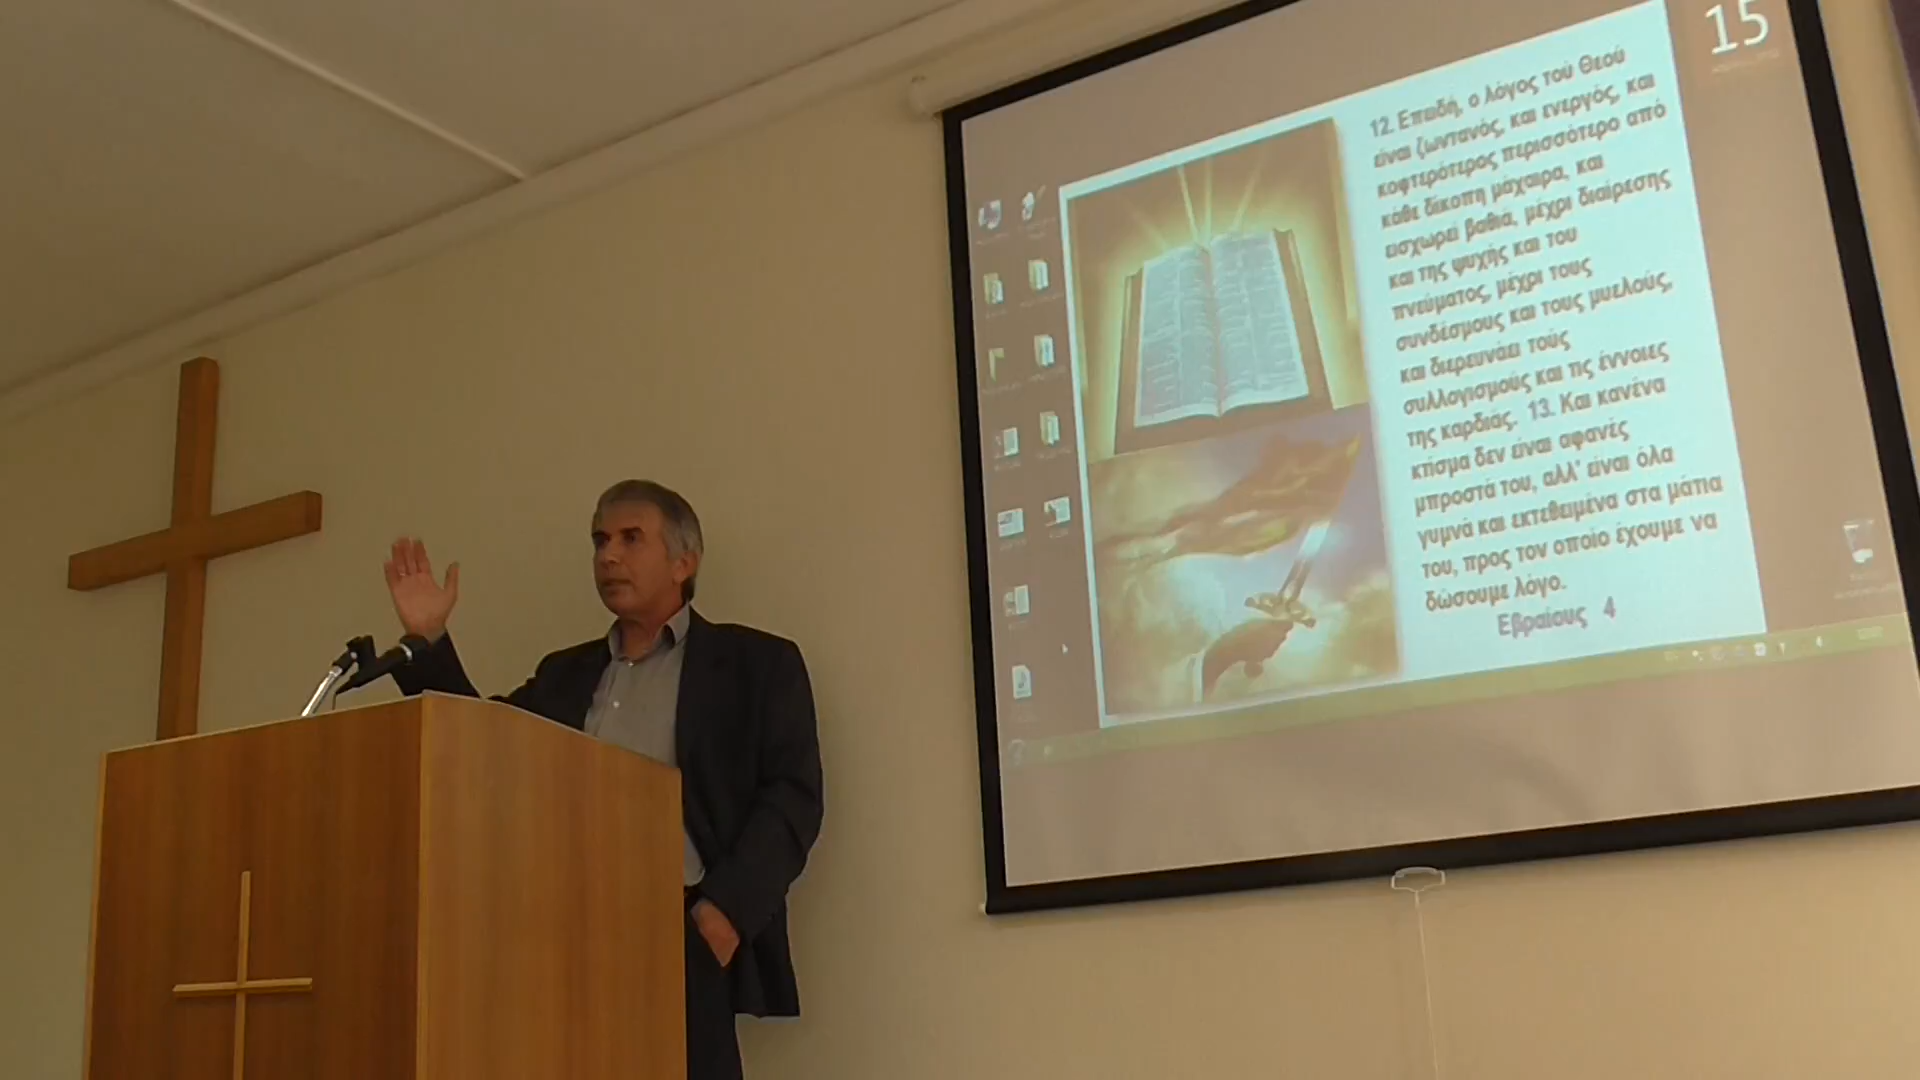 15
12. Επειδή, ο λόγος τού Θεού
είναι ζωντανός, και ενεργός, και
κοφτερότερος περισσότερο από
κάθε δίκοπη μάχαιρα, και
εισχωρεί βαθιά, μέχρι διαίρεσης
και της ψυχής και του
πνεύματος, μέχρι τους
συνδέσμους και τους μυελούς,
και διερευνάει τούς
συλλογισμούς και τις έννοιες
της καρδιάς. 13. Και κανένα
κτίσμα δεν είναι αφανές
μπροστά του, αλλ' είναι όλα
γυμνά και εκτεθειμένα στα μάτια
του, προς τον οποίο έχουμε να
δώσουμε λόγο.
Εβραίους 4